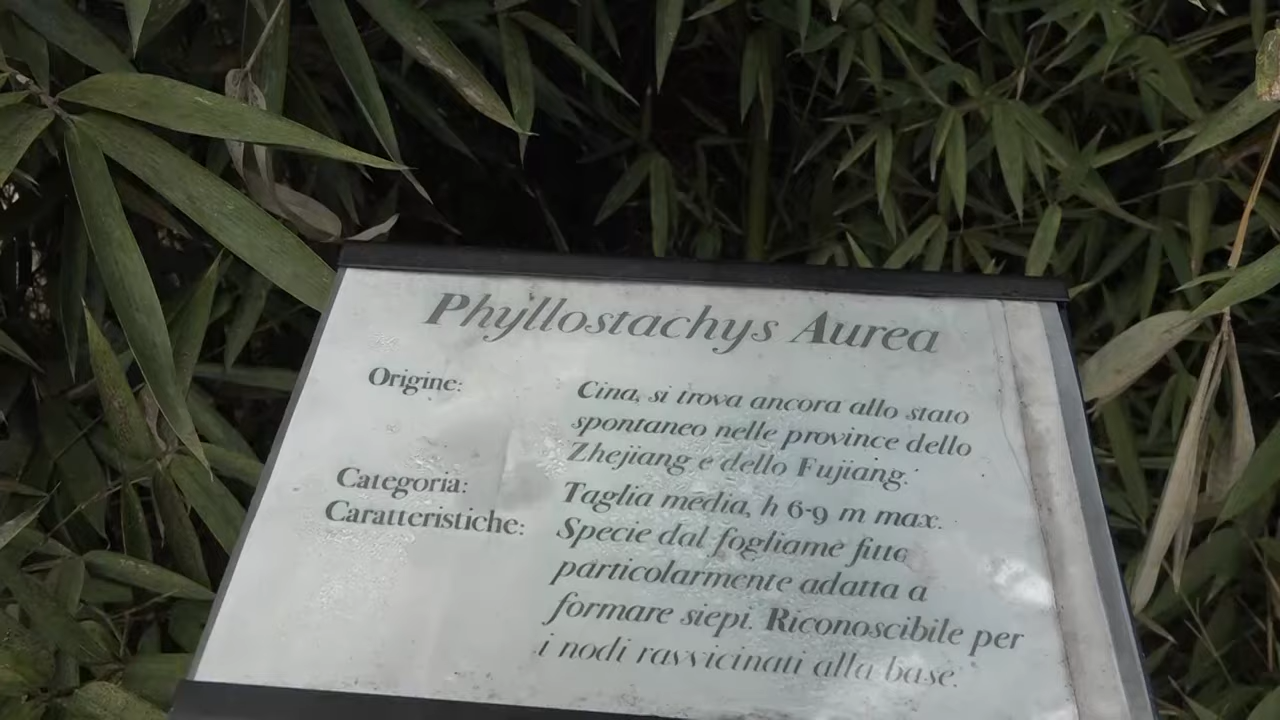 Phyllostachys Aurea
Origine: Cina, si trova ancora allo stato
spontaneo nelle province dello
Zhejiang e dello Fujiang.
Categoria: Taglia media, h 6-9 m max.
Caratteristiche: Specie dal fogliame fitto
particolarmente adatta a
formare siepi. Riconoscibile per
i nodi ravvicinati alla base.